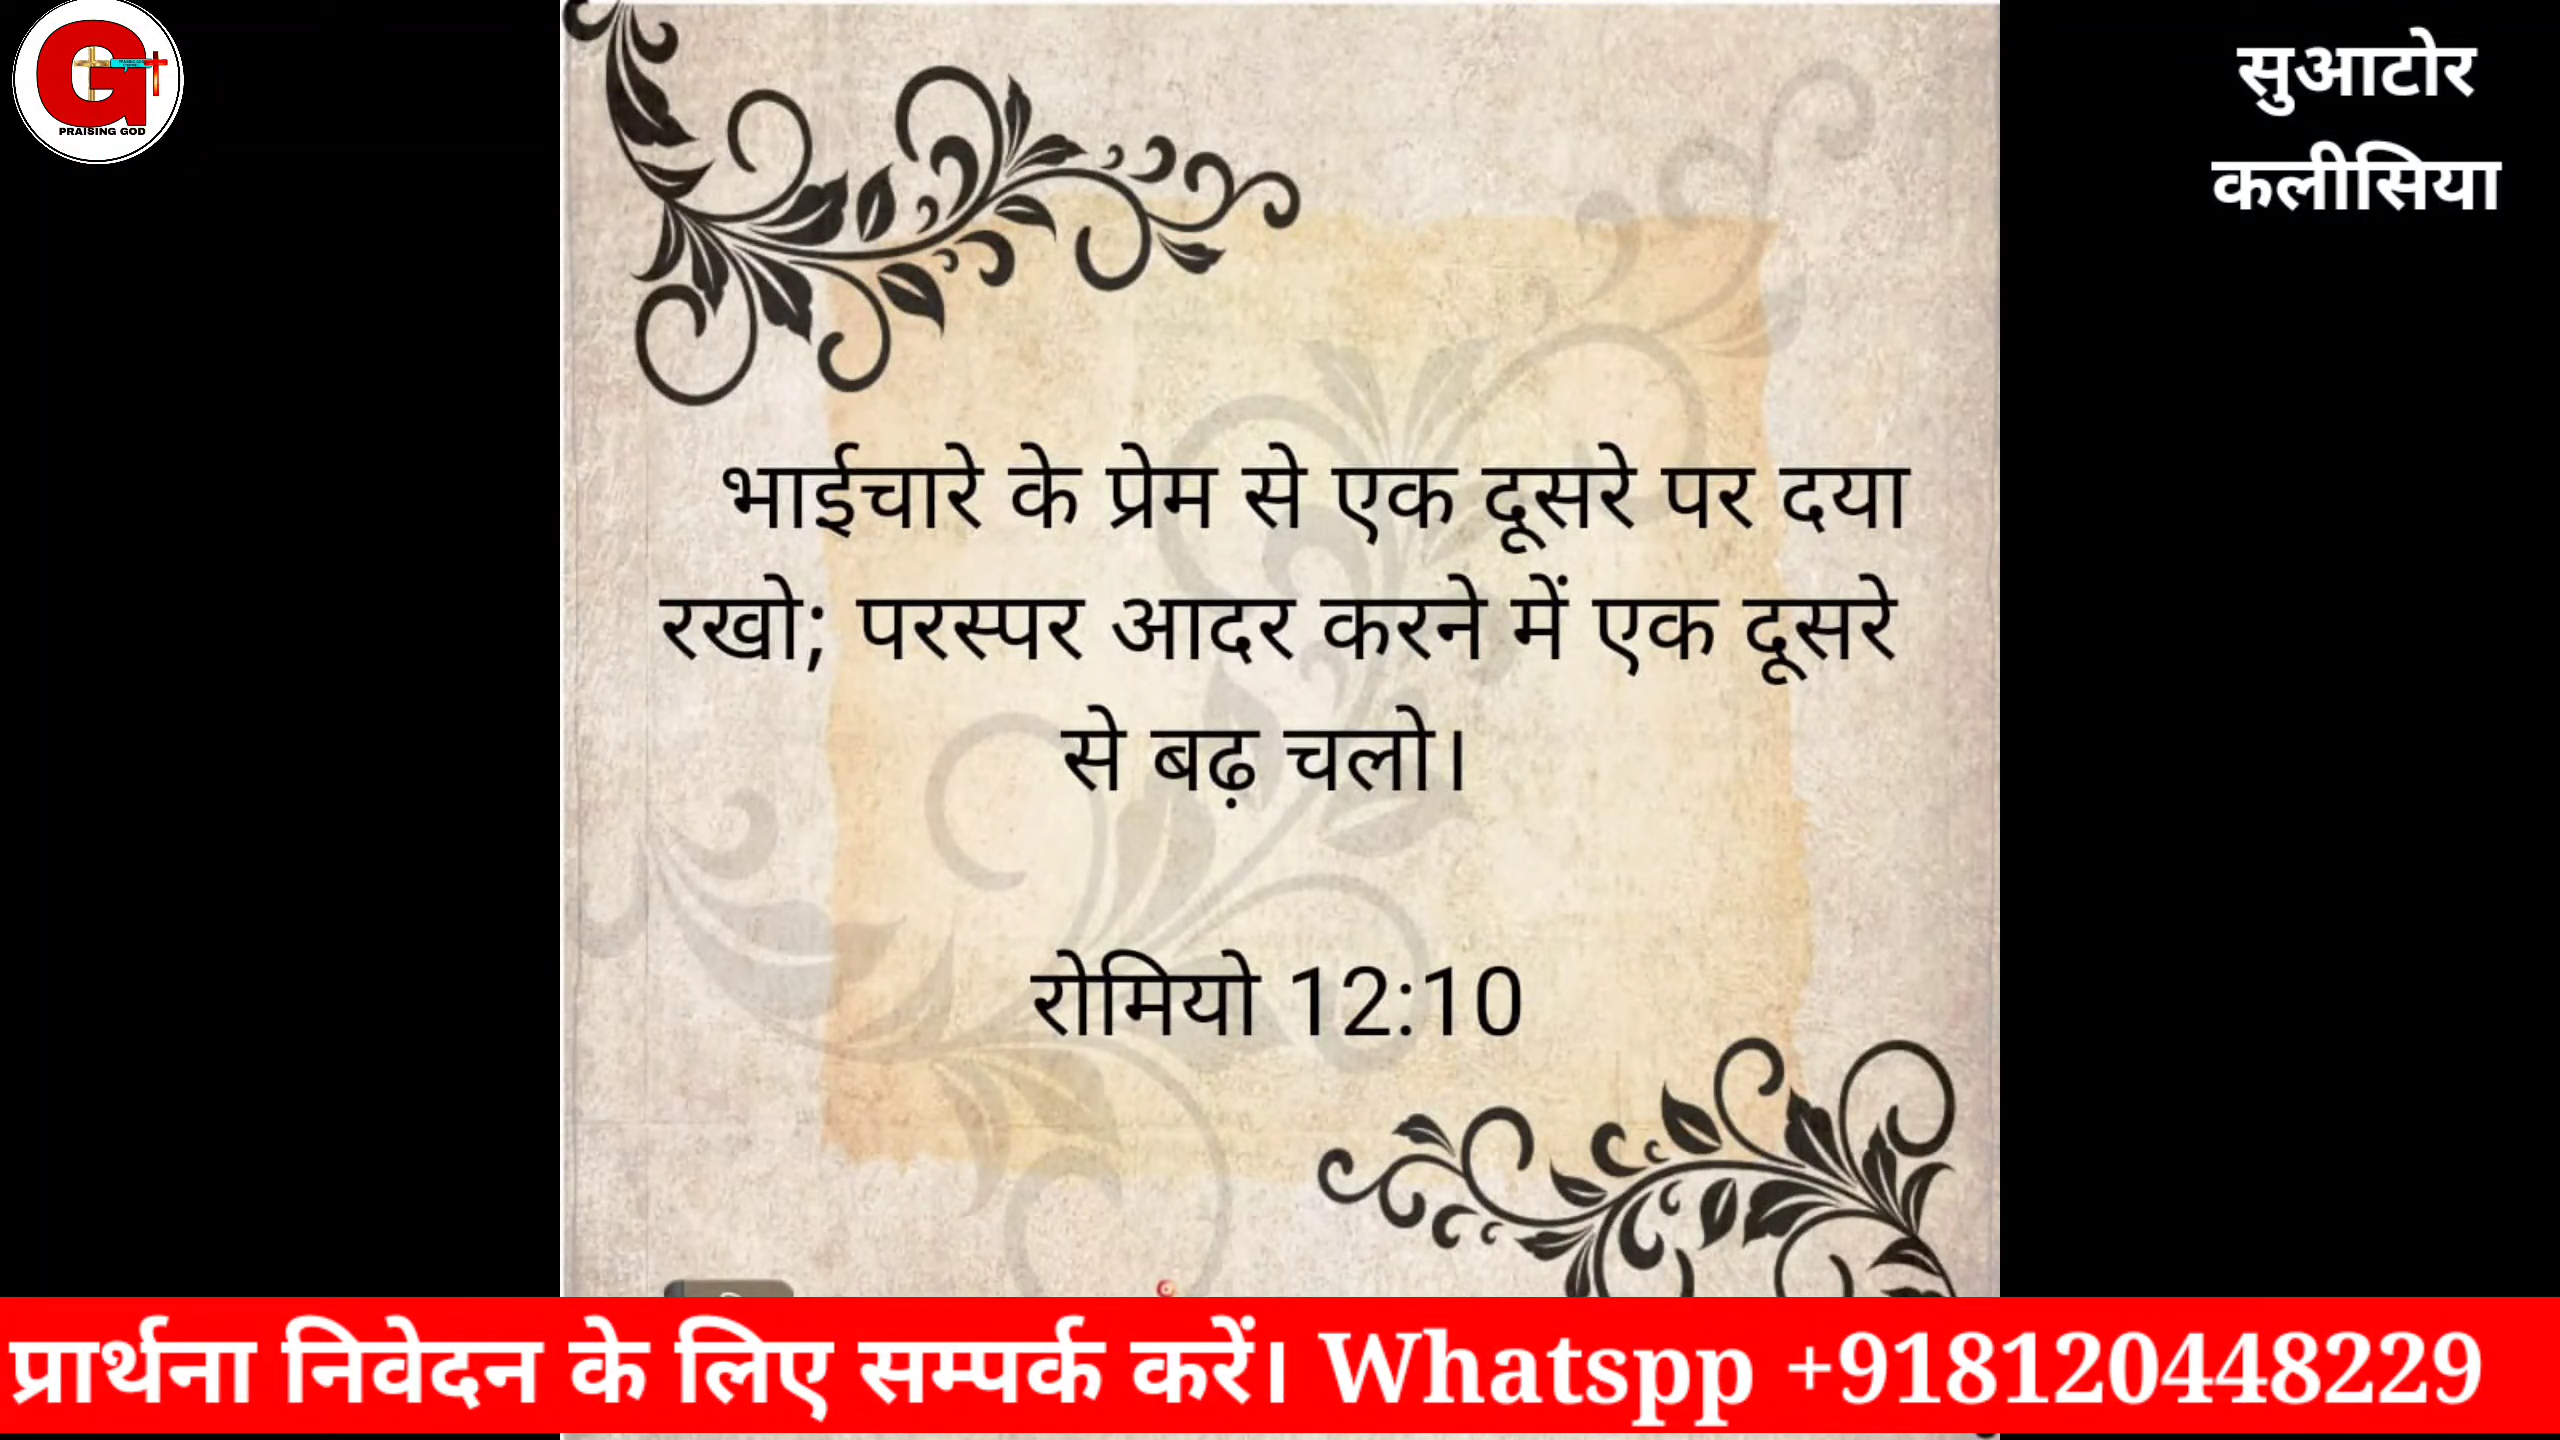 PRAISING GOD
सुआटोर
कलीसिया
भाईचारे के प्रेम से एक दूसरे पर दया
रखो; परस्पर आदर करने में एक दूसरे
से बढ़ चलो।
रोमियो 12:10
प्रार्थना निवेदन के लिए सम्पर्क करें। Whatspp +918120448229